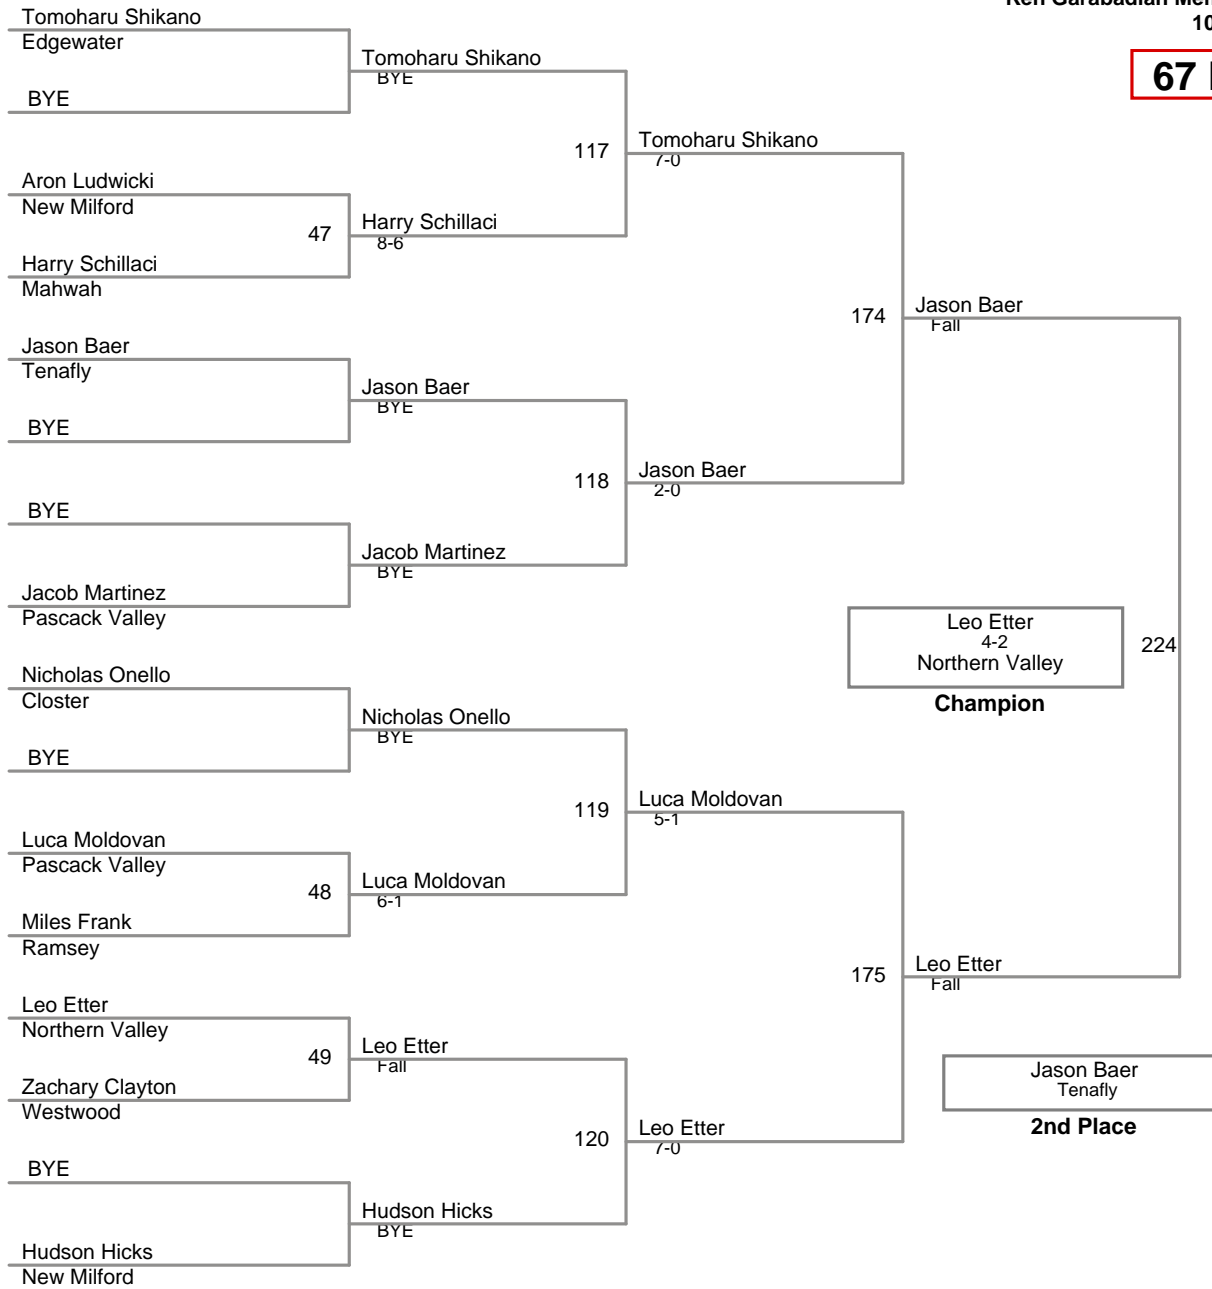 Ken Garabadian
10
67
Tomoharu Shikano
Edgewater
BYE
Aron Ludwicki
New Milford
47
Harry Schillaci
Mahwah
Jason Baer
Tenafly
BYE
BYE
Jacob Martinez
Pascack Valley
Nicholas Onello
Closter
BYE
Luca Moldovan
Pascack Valley
48
Miles Frank
Ramsey
Leo Etter
Northern Valley
49
Zachary Clayton
Westwood
BYE
Hudson Hicks
New Milford
Tomoharu Shikano
BYE
117
Harry Schillaci
8-6
Jason Baer
BYE
118
Jacob Martinez
BYE
Nicholas Onello
BYE
119
Luca Moldovan
6-1
Leo Etter
Fall
120
Hudson Hicks
BYE
Tomoharu Shikano
7-0
174
Jason Baer
2-0
Luca Moldovan
5-1
175
Leo Etter
7-0
Jason Baer
Fall
224
Leo Etter
Fall
Leo Etter
4-2
Northern Valley
Champion
Jason Baer
Tenafly
2nd Place